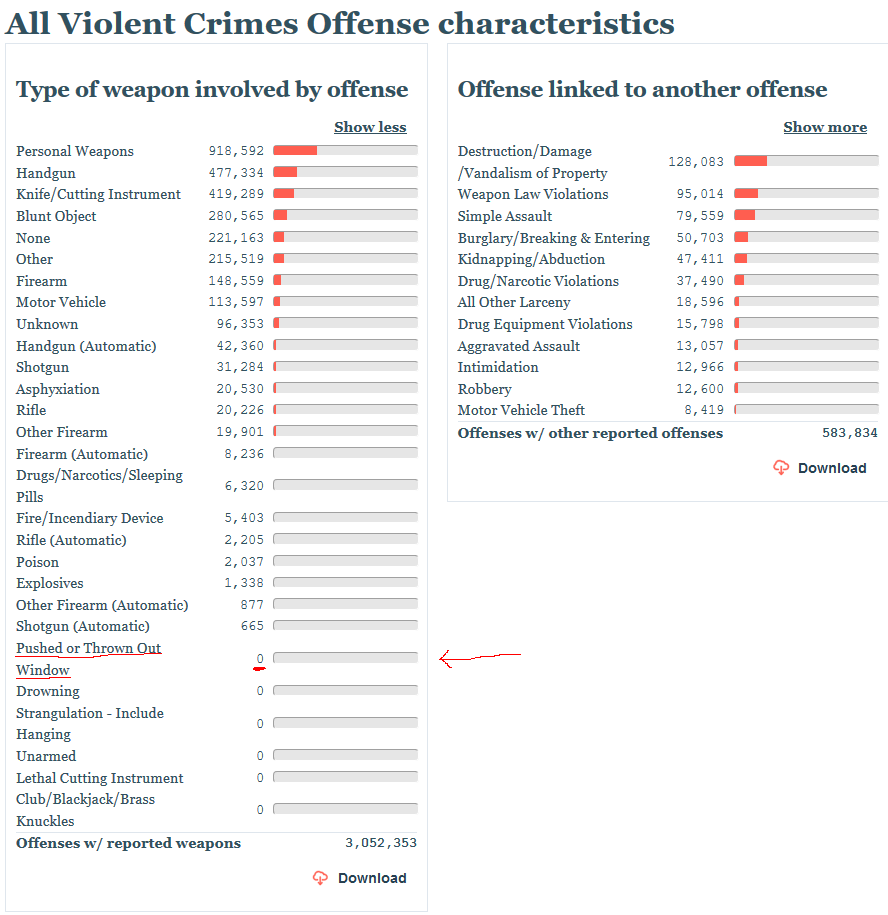 All Violent Crimes Offense characteristics
Type of weapon involved by offense
Show less
Personal Weapons 918,592
Handgun 477,334
Knife/Cutting Instrument 419,289
Blunt Object 280,565
None 221,163
Other 215,519
Firearm 148,559
Motor Vehicle 113,597
Unknown 96,353
Handgun (Automatic) 42,360
Shotgun 31,284
Asphyxiation 20,530
Rifle 20,226
Other Firearm 19,901
Firearm (Automatic) 8,236
Drugs/Narcotics/Sleeping
Pills 6,320
Fire/Incendiary Device 5,403
Rifle (Automatic) 2,205
Poison 2,037
Explosives 1,338
Other Firearm (Automatic) 877
Shotgun (Automatic) 665
Pushed or Thrown Out
Window 0
Drowning 0
Strangulation - Include
Hanging 0
Unarmed 0
Lethal Cutting Instrument 0
Club/Blackjack/Brass
Knuckles 0
Offenses w/ reported weapons 3,052,353
Download
Offense linked to another offense
Show more
Destruction/Damage
/Vandalism of Property 128,083
Weapon Law Violations 95,014
Simple Assault 79,559
Burglary/Breaking & Entering 50,703
Kidnapping/Abduction 47,411
Drug/Narcotic Violations 37,490
All Other Larceny 18,596
Drug Equipment Violations 15,798
Aggravated Assault 13,057
Intimidation 12,966
Robbery 12,600
Motor Vehicle Theft 8,419
Offenses w/ other reported offenses 583,834
Download